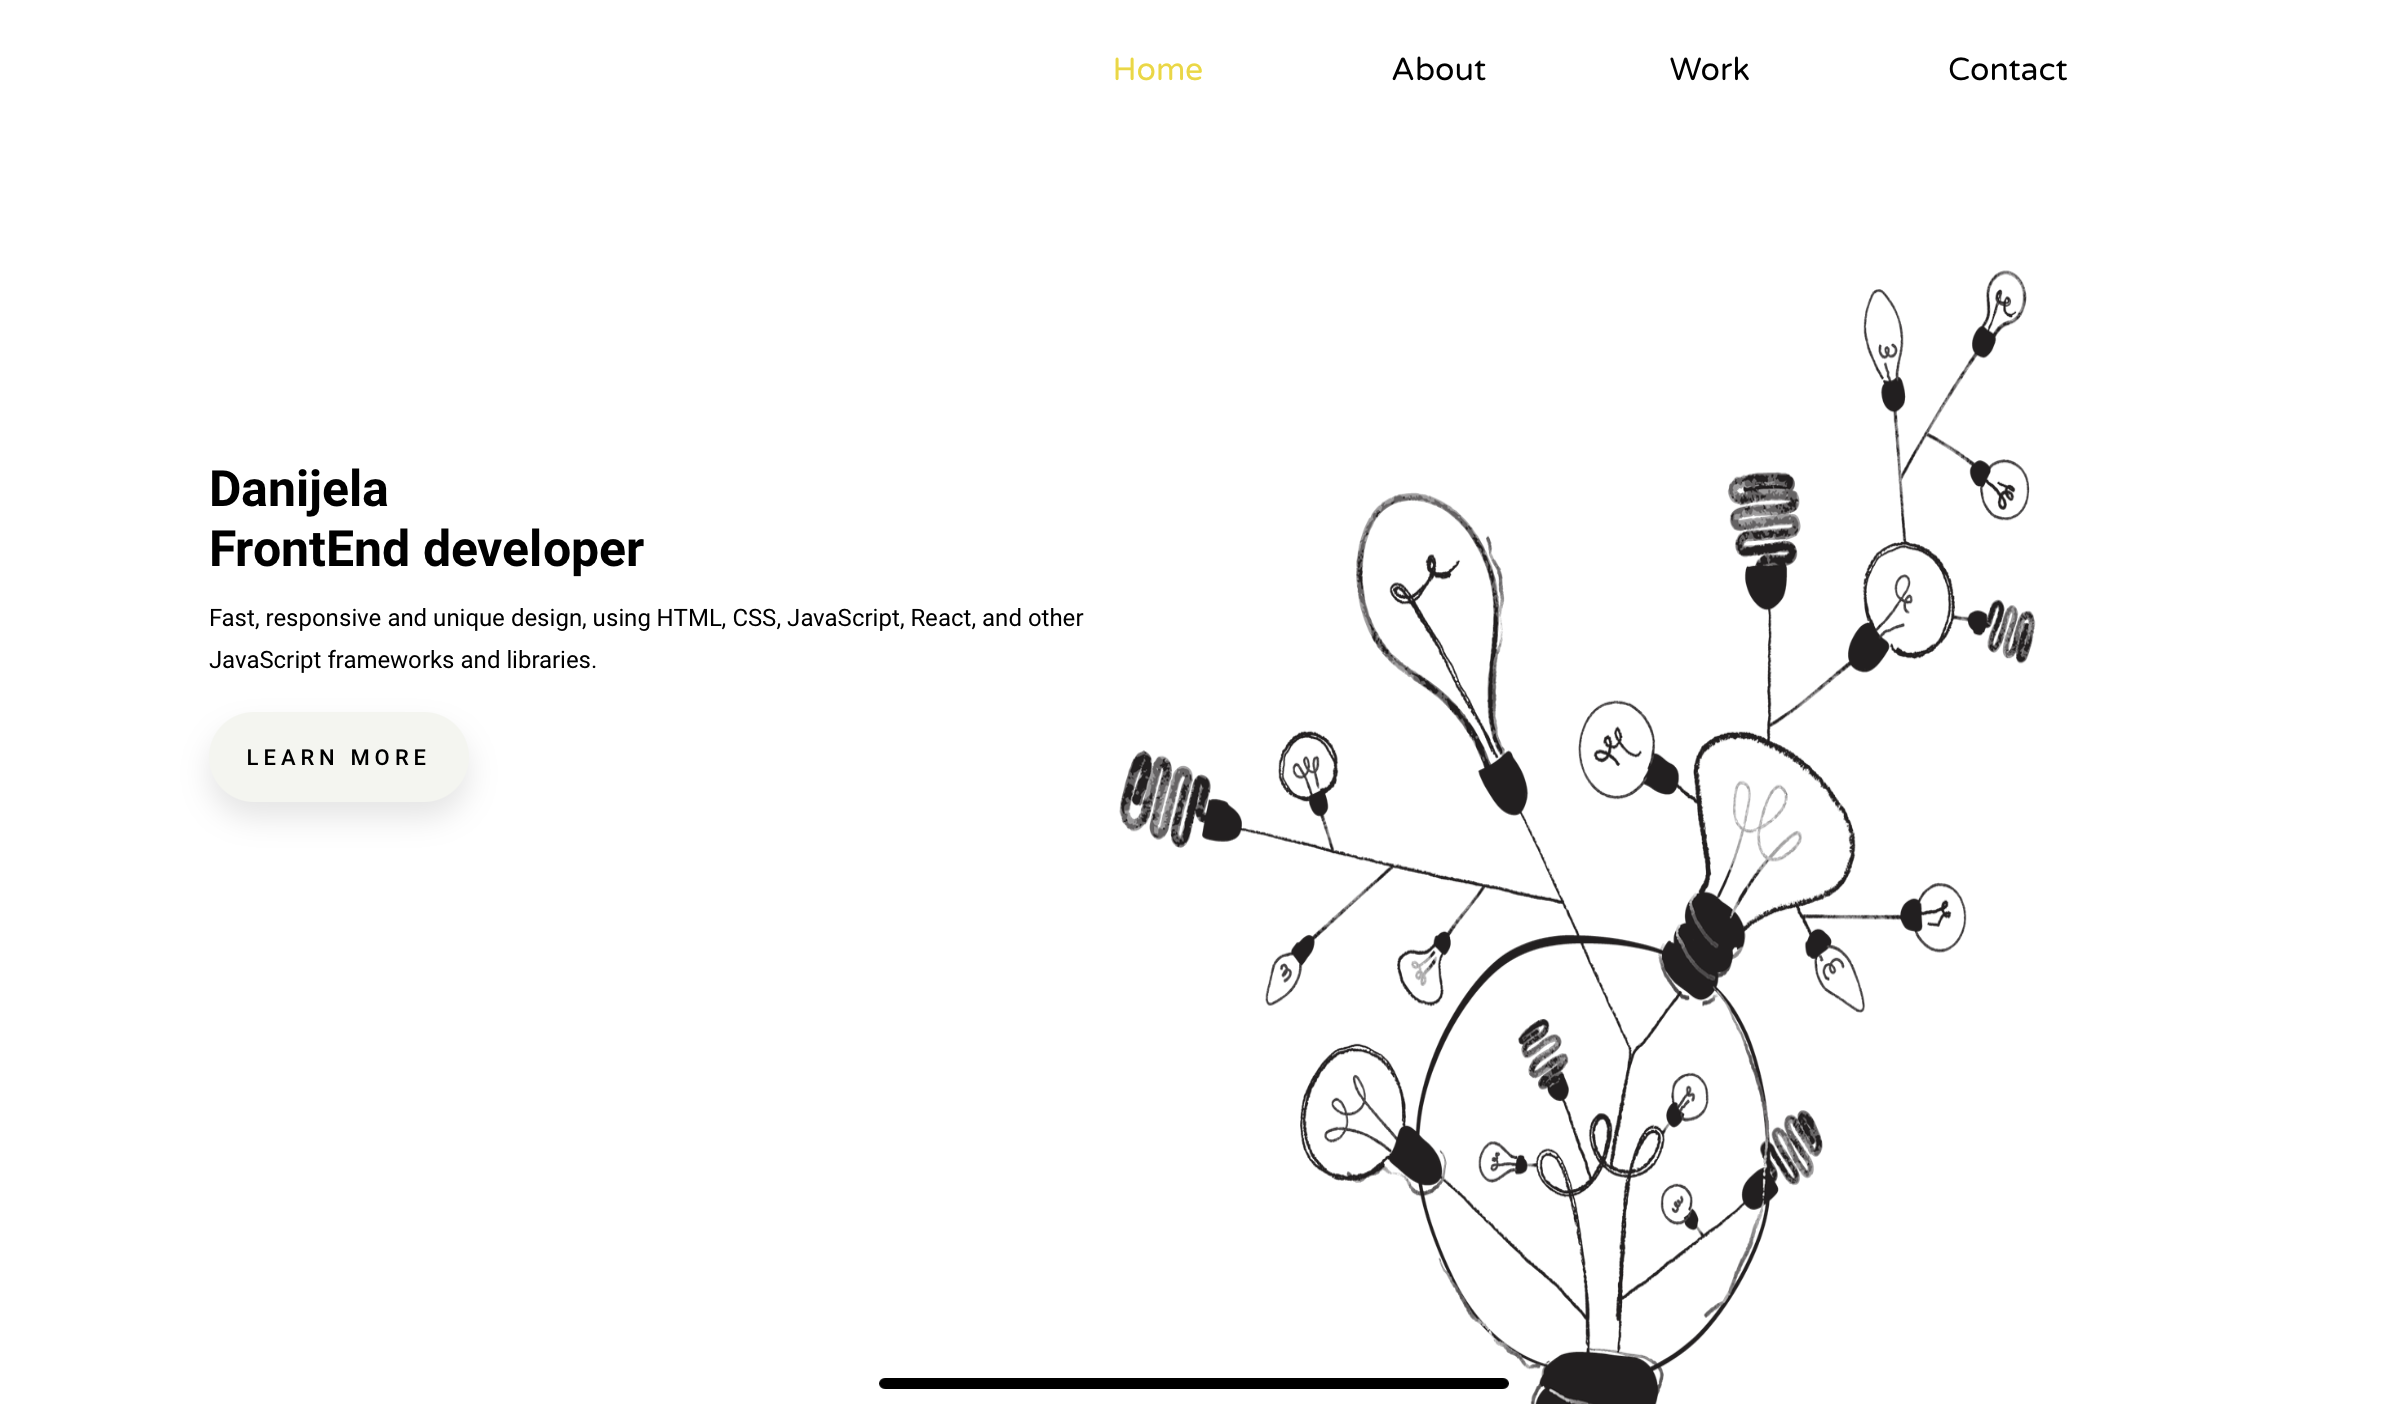 Home About Work Contact
Danijela
FrontEnd developer
Fast, responsive and unique design, using HTML, CSS, JavaScript, React, and other
JavaScript frameworks and libraries.
LEARN MORE